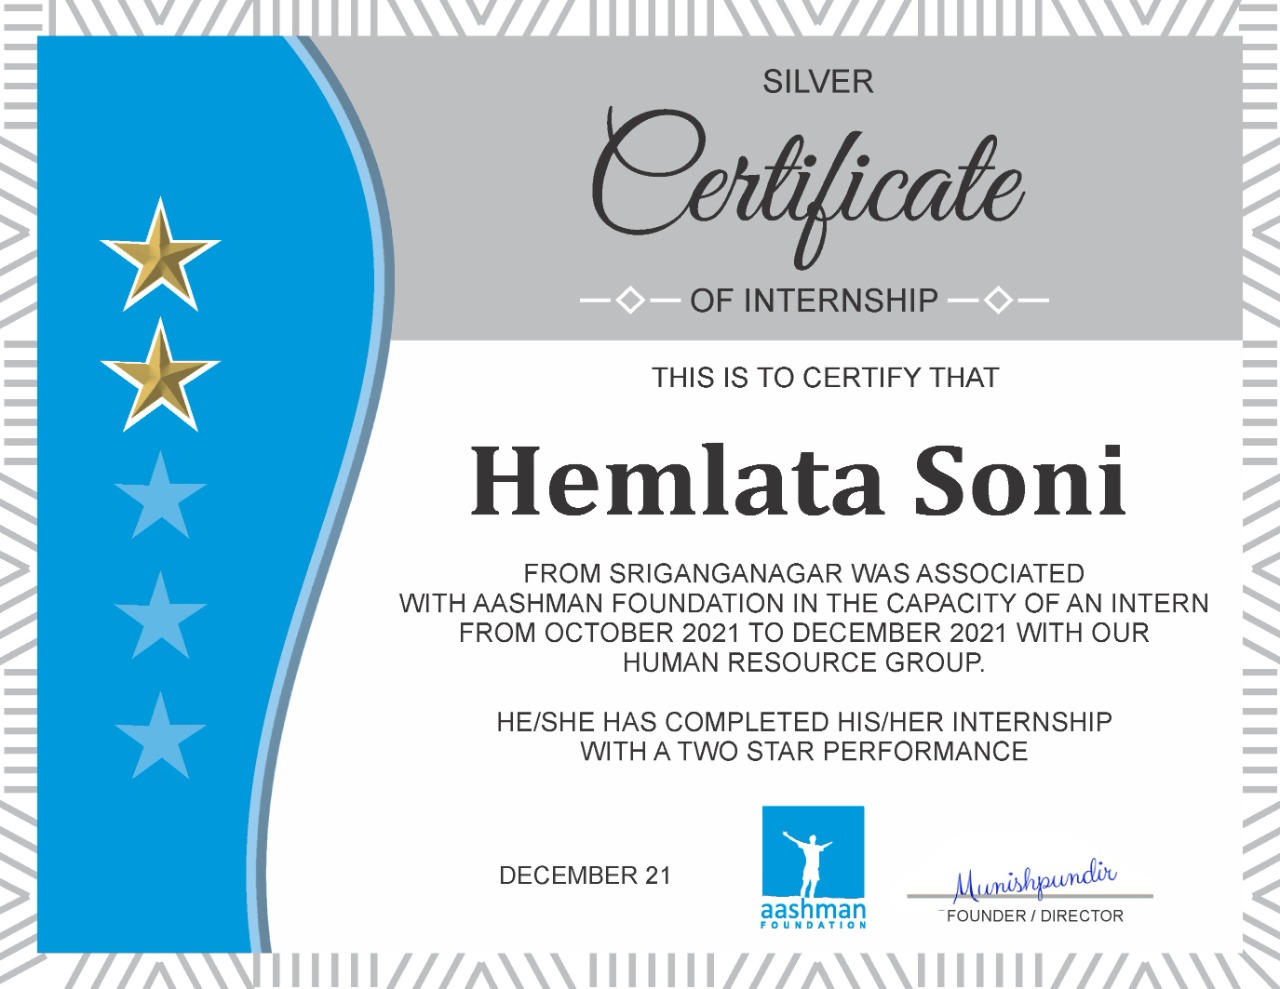 SILVER
Certificate
OF INTERNSHIP
THIS IS TO CERTIFY THAT
Hemlata Soni
FROM SRIGANGANAGAR WAS ASSOCIATED
WITH AASHMAN FOUNDATION IN THE CAPACITY OF AN INTERN
FROM OCTOBER 2021 TO DECEMBER 2021 WITH OUR
HUMAN RESOURCE GROUP.
HE/SHE HAS COMPLETED HIS/HER INTERNSHIP
WITH A TWO STAR PERFORMANCE
DECEMBER 21
aashman
FOUNDATION
Munishpundir
FOUNDER / DIRECTOR